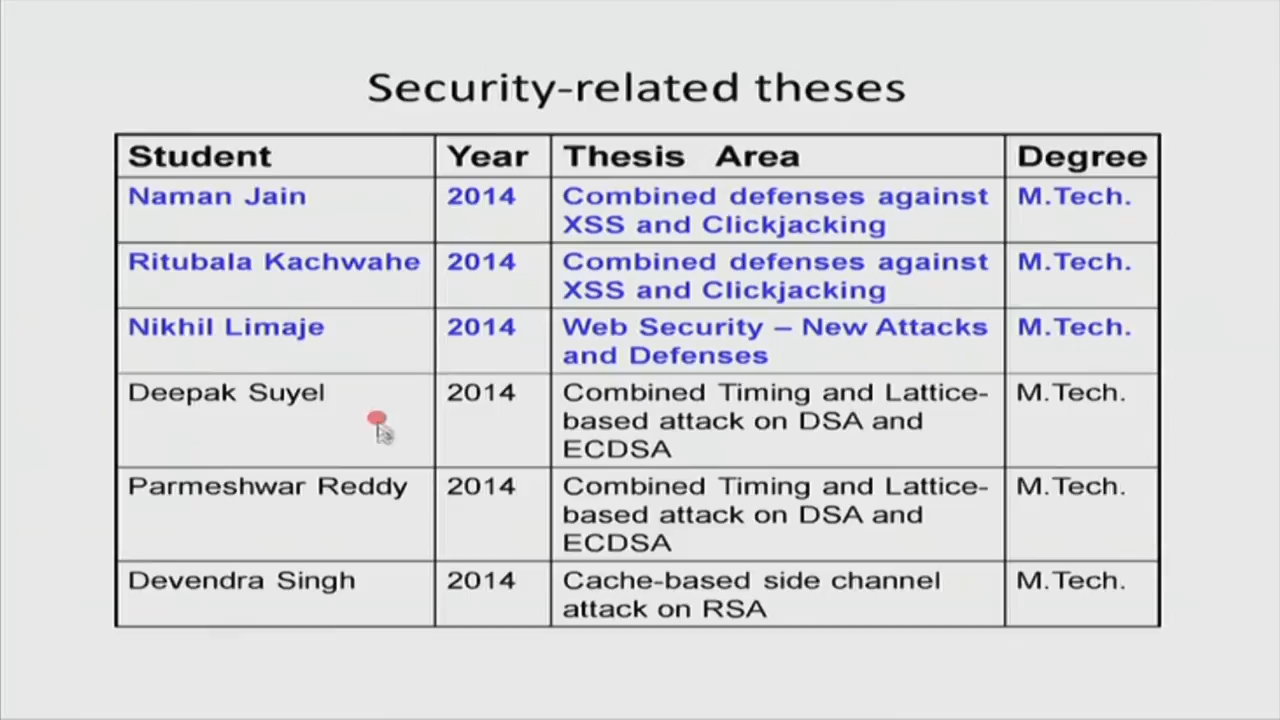 Security-related theses
Student Year Thesis Area Degree
Naman Jain 2014 Combined defenses against M.Tech.
XSS and Clickjacking
Ritubala Kachwahe 2014 Combined defenses against M.Tech.
XSS and Clickjacking
Nikhil Limaje 2014 Web Security – New Attacks M.Tech.
and Defenses
Deepak Suyel 2014 Combined Timing and Lattice- M.Tech.
based attack on DSA and
ECDSA
Parmeshwar Reddy 2014 Combined Timing and Lattice- M.Tech.
based attack on DSA and
ECDSA
Devendra Singh 2014 Cache-based side channel M.Tech.
attack on RSA